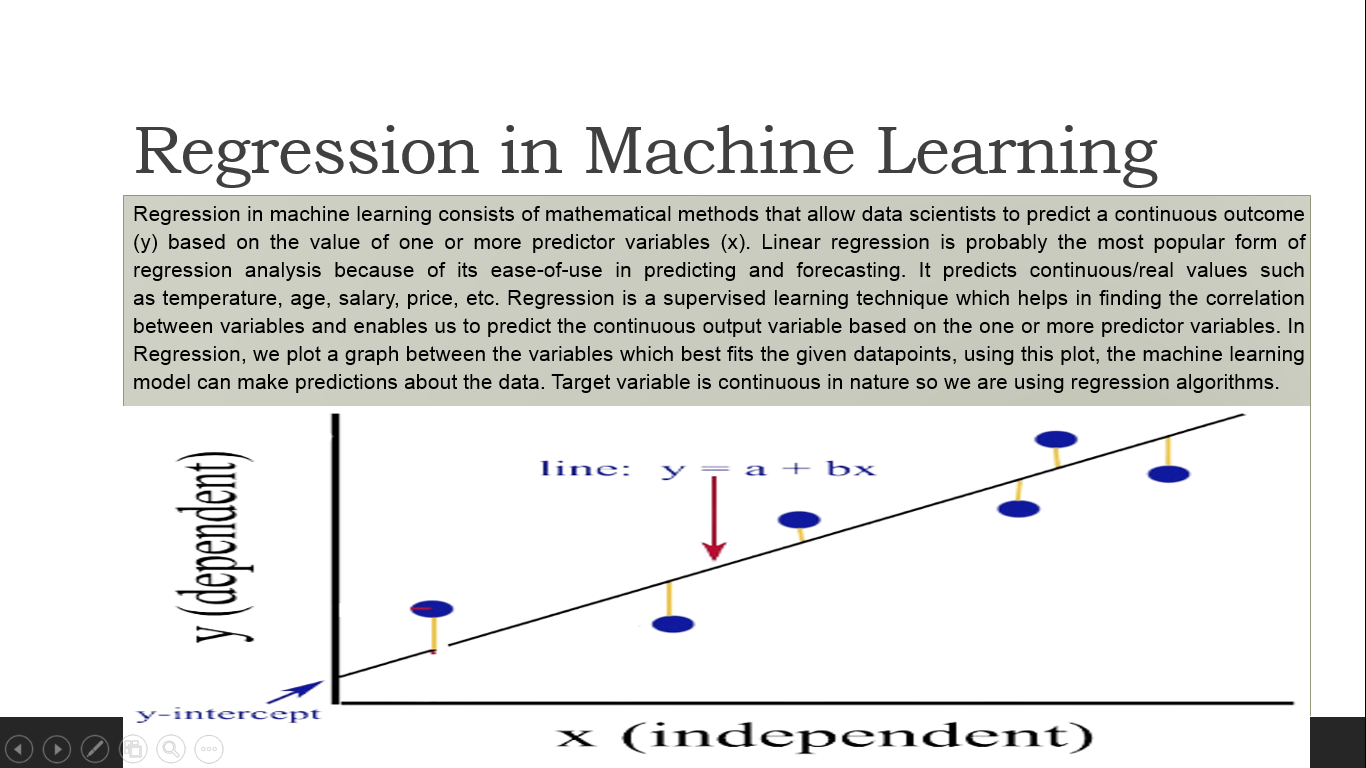 Regression in Machine Learning
Regression in machine learning consists of mathematical methods that allow data scientists to predict a continuous outcome
(y) based on the value of one or more predictor variables (x). Linear regression is probably the most popular form of
regression analysis because of its ease-of-use in predicting and forecasting. It predicts continuous/real values such
as temperature, age, salary, price, etc. Regression is a supervised learning technique which helps in finding the correlation
between variables and enables us to predict the continuous output variable based on the one or more predictor variables. In
Regression, we plot a graph between the variables which best fits the given datapoints, using this plot, the machine learning
model can make predictions about the data. Target variable is continuous in nature so we are using regression algorithms.
y (dependent)
line: y = a + bx
y-intercept
x (independent)